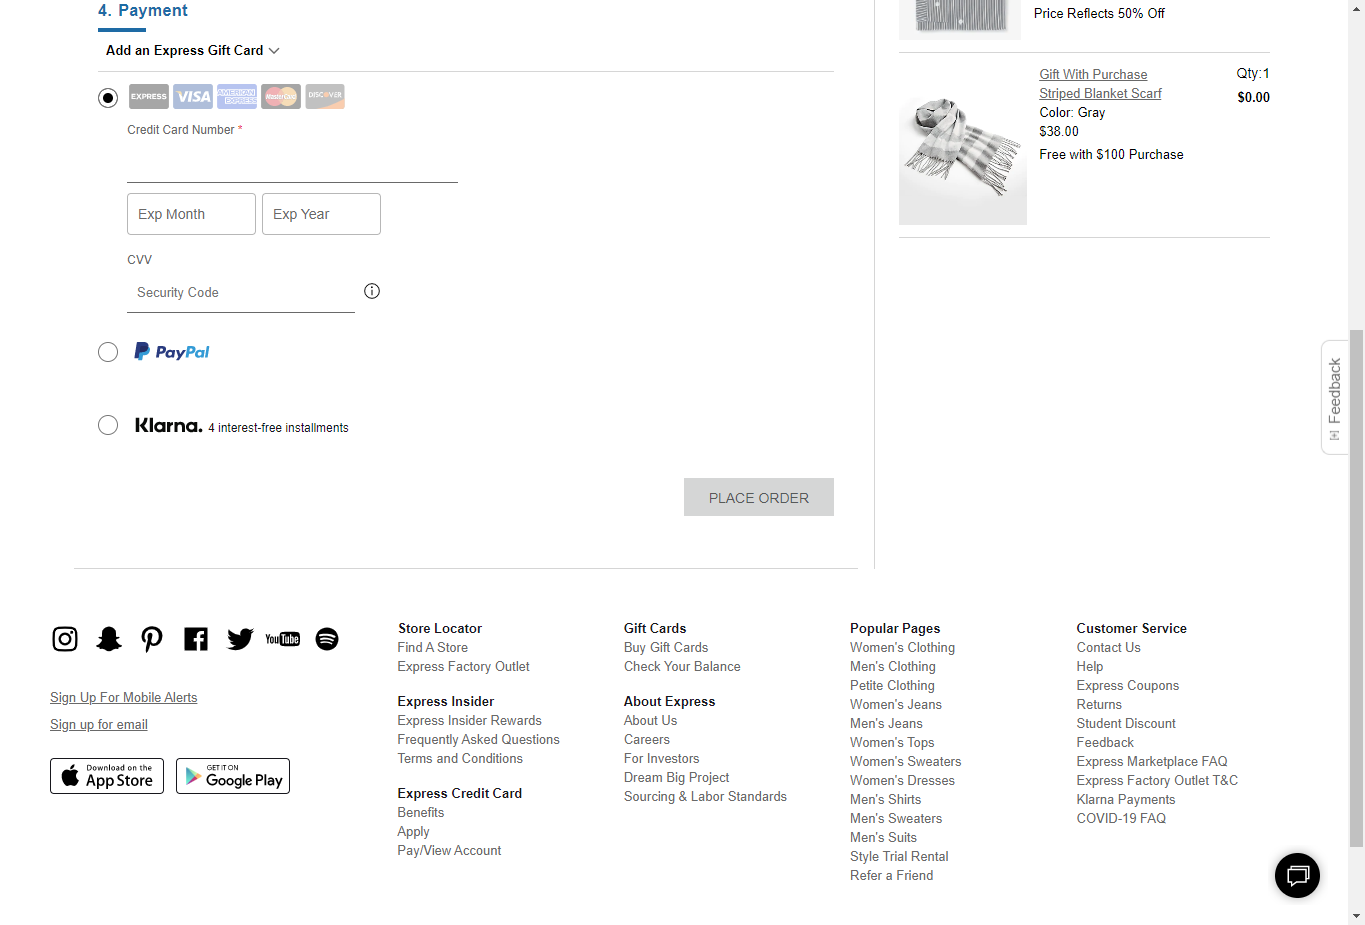 4. Payment
Add an Express Gift Card
EXPRESS VISA AMERICAN EXPRESS MasterCard DISCOVER
Credit Card Number *
Exp Month Exp Year
CVV
Security Code
PayPal
Klarna. 4 interest-free installments
PLACE ORDER
Price Reflects 50% Off
Gift With Purchase
Striped Blanket Scarf
Qty:1
$0.00
Color: Gray
$38.00
Free with $100 Purchase
Feedback
You Tube
Sign Up For Mobile Alerts
Sign up for email
Download on the
App Store
GET IT ON
Google Play
Store Locator
Find A Store
Express Factory Outlet
Express Insider
Express Insider Rewards
Frequently Asked Questions
Terms and Conditions
Express Credit Card
Benefits
Apply
Pay/View Account
Gift Cards
Buy Gift Cards
Check Your Balance
About Express
About Us
Careers
For Investors
Dream Big Project
Sourcing & Labor Standards
Popular Pages
Women's Clothing
Men's Clothing
Petite Clothing
Women's Jeans
Men's Jeans
Women's Tops
Women's Sweaters
Women's Dresses
Men's Shirts
Men's Sweaters
Men's Suits
Style Trial Rental
Refer a Friend
Customer Service
Contact Us
Help
Express Coupons
Returns
Student Discount
Feedback
Express Marketplace FAQ
Express Factory Outlet T&C
Klarna Payments
COVID-19 FAQ